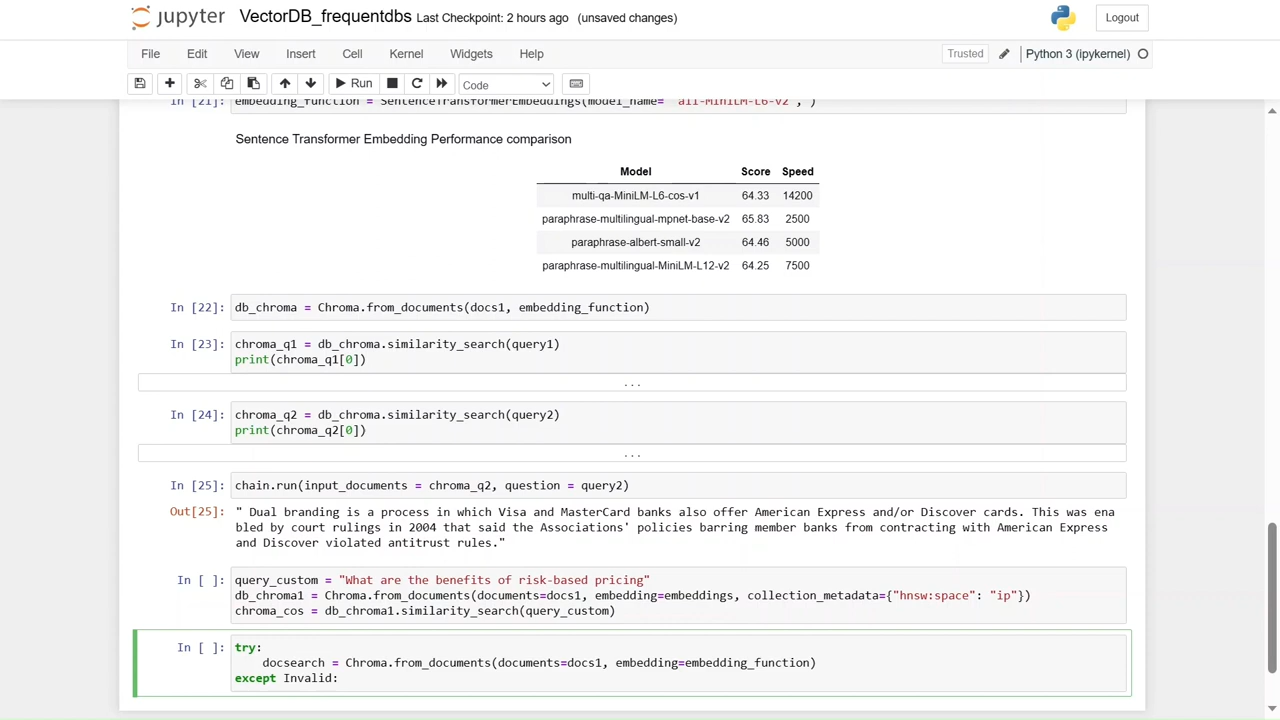 jupyter VectorDB_frequentdbs Last Checkpoint: 2 hours ago (unsaved changes) Logout
File Edit View Insert Cell Kernel Widgets Help Trusted Python 3 (ipykernel)
Run Code
In [21]: embedding_function = SentenceTransformerEmbeddings(model_name= "all-MiniLM-L6-v2", )
Sentence Transformer Embedding Performance comparison
Model Score Speed
multi-qa-MiniLM-L6-cos-v1 64.33 14200
paraphrase-multilingual-mpnet-base-v2 65.83 2500
paraphrase-albert-small-v2 64.46 5000
paraphrase-multilingual-MiniLM-L12-v2 64.25 7500
In [22]: db_chroma = Chroma.from_documents(docs1, embedding_function)
In [23]: chroma_q1 = db_chroma.similarity_search(query1)
print(chroma_q1[0])
...
In [24]: chroma_q2 = db_chroma.similarity_search(query2)
print(chroma_q2[0])
...
In [25]: chain.run(input_documents = chroma_q2, question = query2)
Out[25]: " Dual branding is a process in which Visa and MasterCard banks also offer American Express and/or Discover cards. This was ena
bled by court rulings in 2004 that said the Associations' policies barring member banks from contracting with American Express
and Discover violated antitrust rules."
In [ ]: query_custom = "What are the benefits of risk-based pricing"
db_chroma1 = Chroma.from_documents(documents=docs1, embedding=embeddings, collection_metadata={"hnsw:space": "ip"})
chroma_cos = db_chroma1.similarity_search(query_custom)
In [ ]: try:
docsearch = Chroma.from_documents(documents=docs1, embedding=embedding_function)
except Invalid: